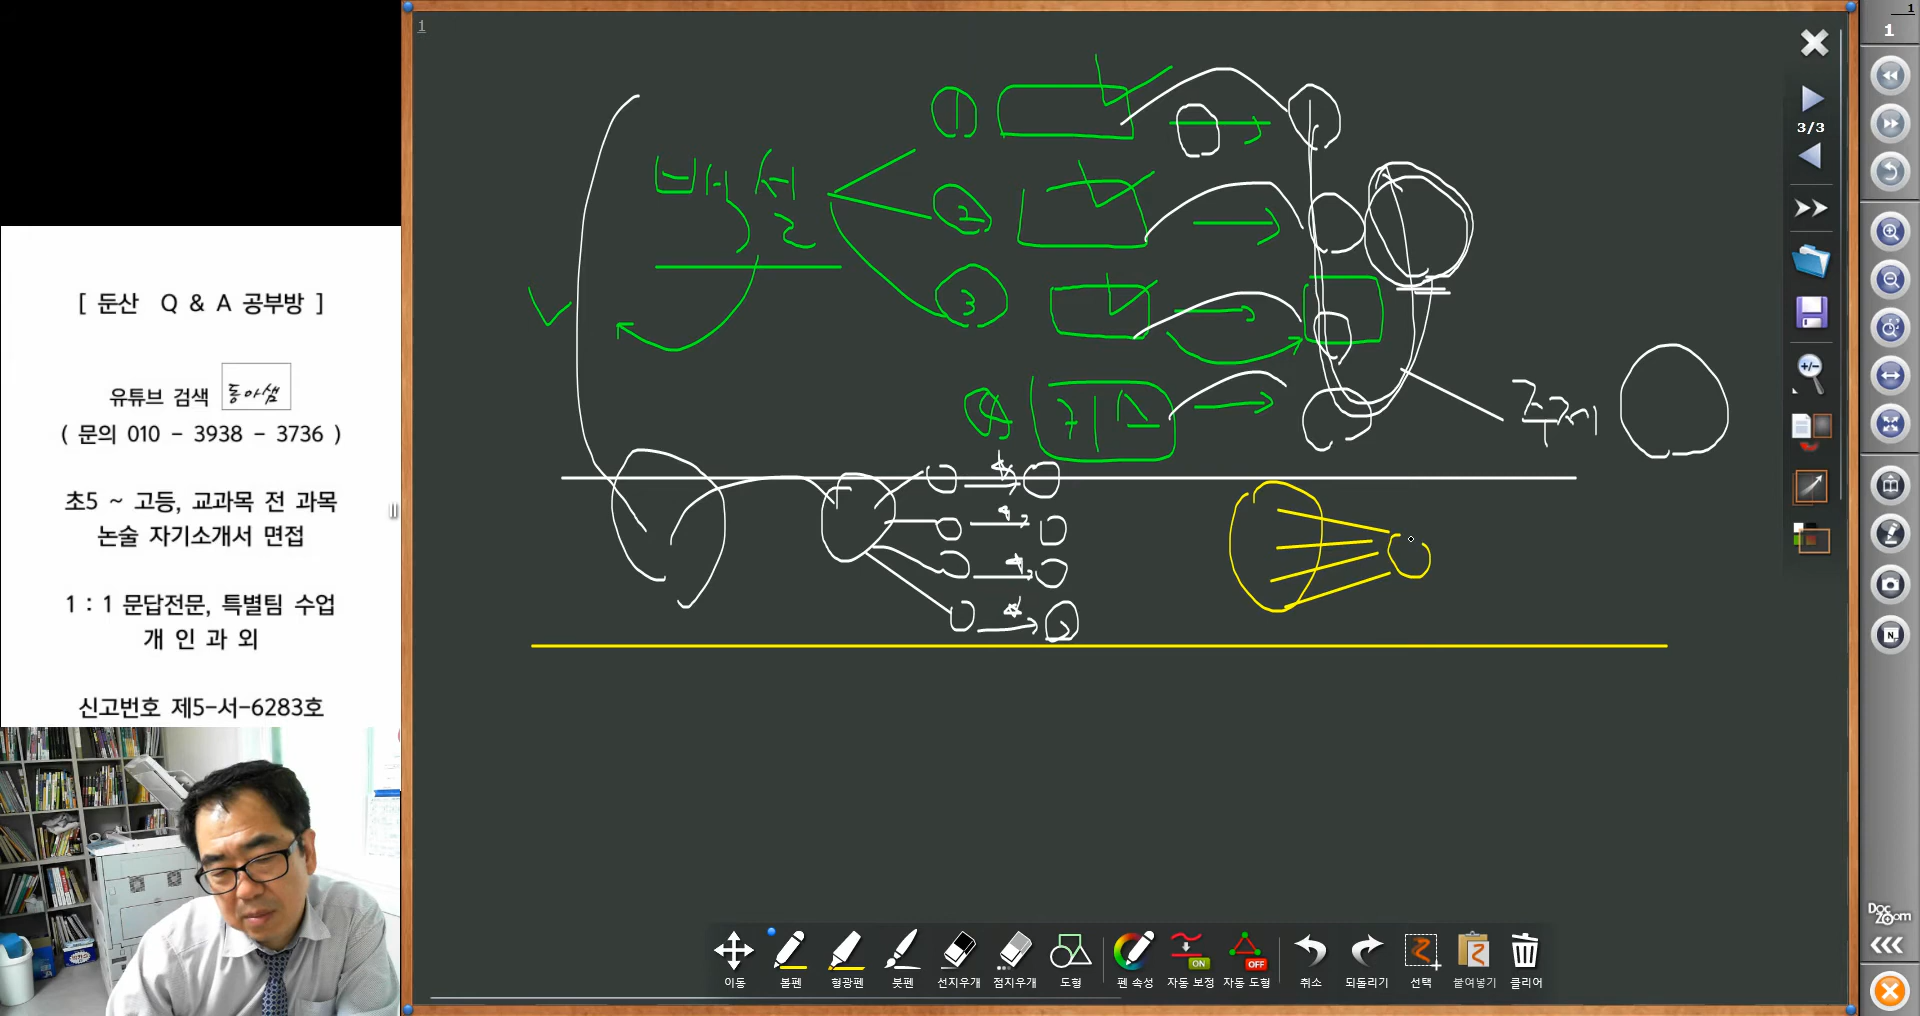 [ 둔산 Q & A 공부방 ]
유튜브 검색 동아샘
( 문의 010 - 3938 - 3736 )
초5 ~ 고등, 교과목 전 과목
논술 자기소개서 면접
1 : 1 문답전문, 특별팀 수업
개 인 과 외
신고번호 제5-서-6283호
1
①
②
③
1
1
3/3
+/-
N
Doc
Zoom
이동
볼펜
형광펜
붓펜
선지우개
점지우개
도형
펜 속성
ON
자동 보정
OFF
자동 도형
취소
되돌리기
선택
붙여넣기
클리어